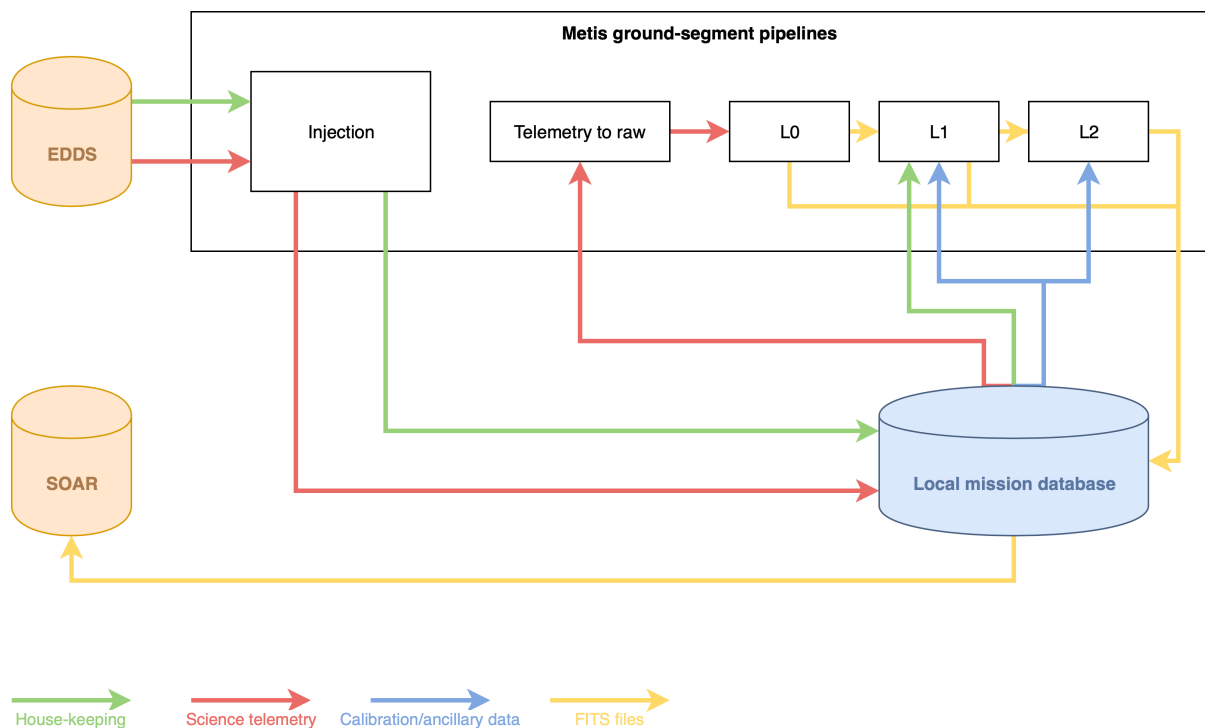 Metis ground-segment pipelines
Injection
Telemetry to raw
L0
L1
L2
EDDS
SOAR
Local mission database
House-keeping
Science telemetry
Calibration/ancillary data
FITS files